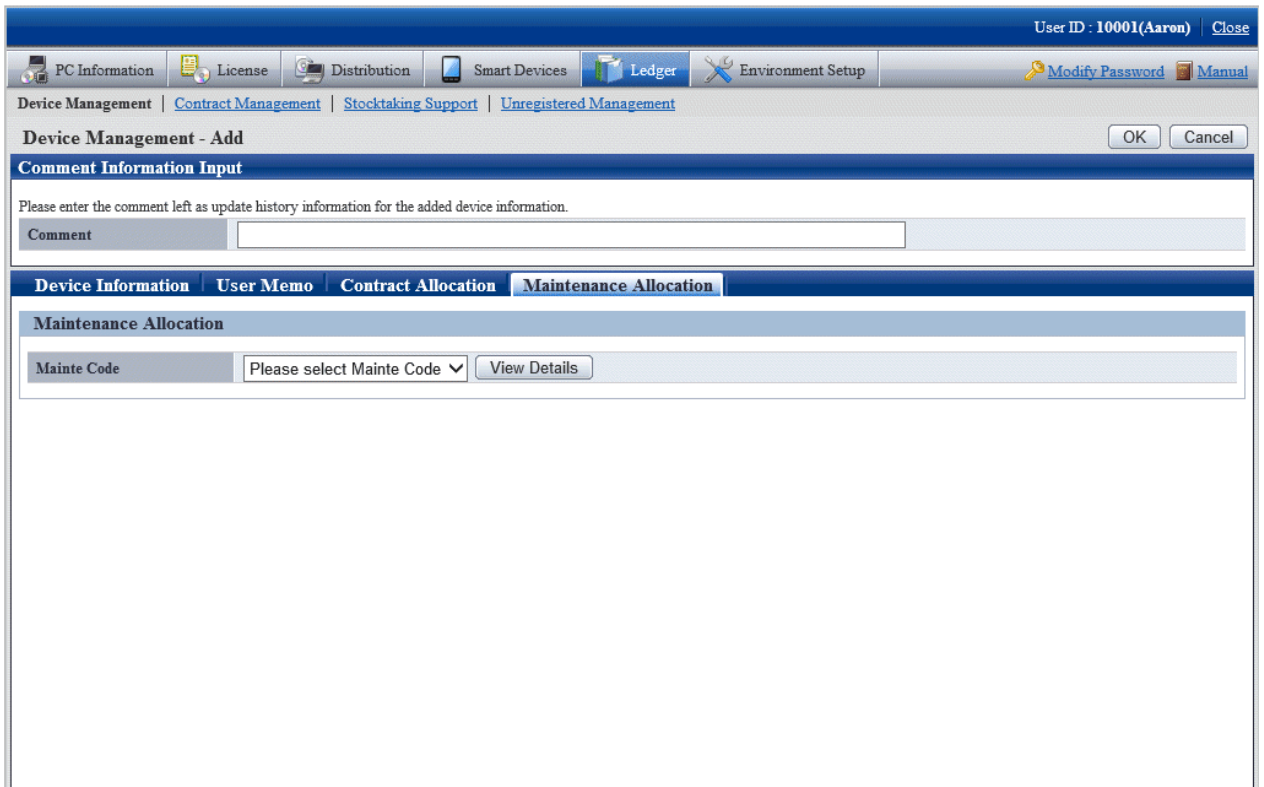 User ID : 10001(Aaron) Close
PC Information License Distribution Smart Devices Ledger Environment Setup Modify Password Manual
Device Management | Contract Management | Stocktaking Support | Unregistered Management
Device Management - Add OK Cancel
Comment Information Input
Please enter the comment left as update history information for the added device information.
Comment
Device Information User Memo Contract Allocation Maintenance Allocation
Maintenance Allocation
Mainte Code Please select Mainte Code View Details